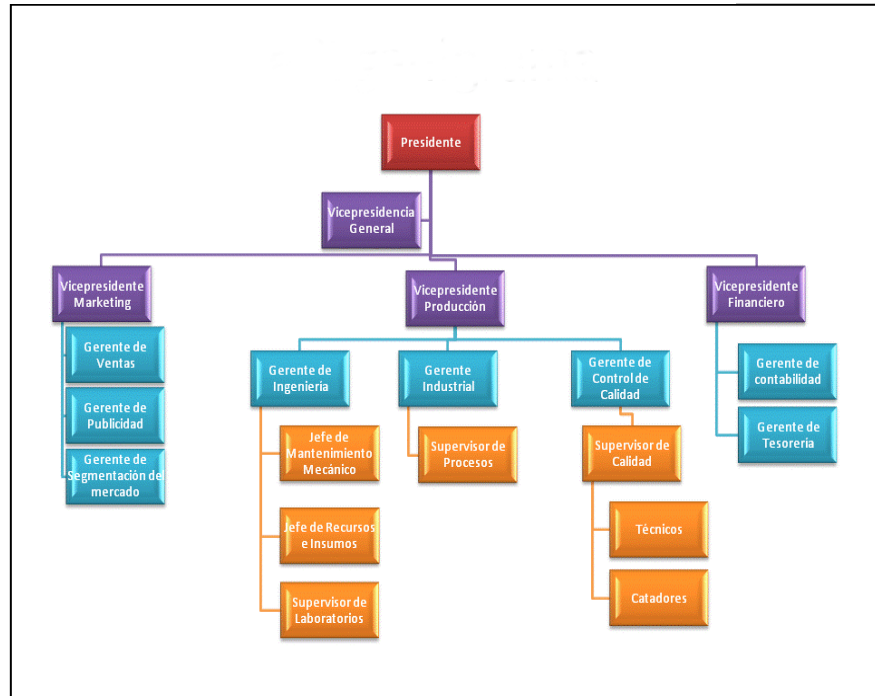 Presidente
Vicepresidencia
General
Vicepresidente
Marketing
Vicepresidente
Producción
Vicepresidente
Financiero
Gerente de
Ventas
Gerente de
Publicidad
Gerente de
Segmentación del
mercado
Gerente de
Ingenieria
Gerente
Industrial
Gerente de
Control de
Calidad
Gerente de
contabilidad
Gerente de
Tesoreria
Jefe de
Mantenimiento
Mecánico
Jefe de Recursos
e Insumos
Supervisor de
Laboratorios
Supervisor de
Procesos
Supervisor de
Calidad
Técnicos
Catadores